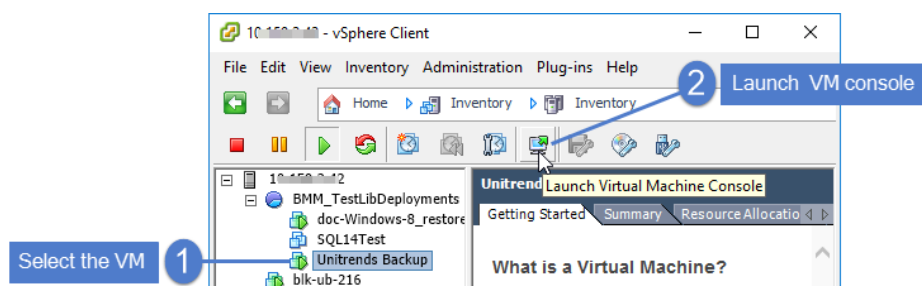 - vSphere Client
File Edit View Inventory Administration Plug-ins Help
2 Launch VM console
Home Inventory Inventory
Launch Virtual Machine Console
BMM_TestLibDeployments
doc-Windows-8_restore
SQL14Test
Select the VM 1 Unitrends Backup
blk-ub-216
Unitrend
Getting Started Summary Resource Allocatio
What is a Virtual Machine?